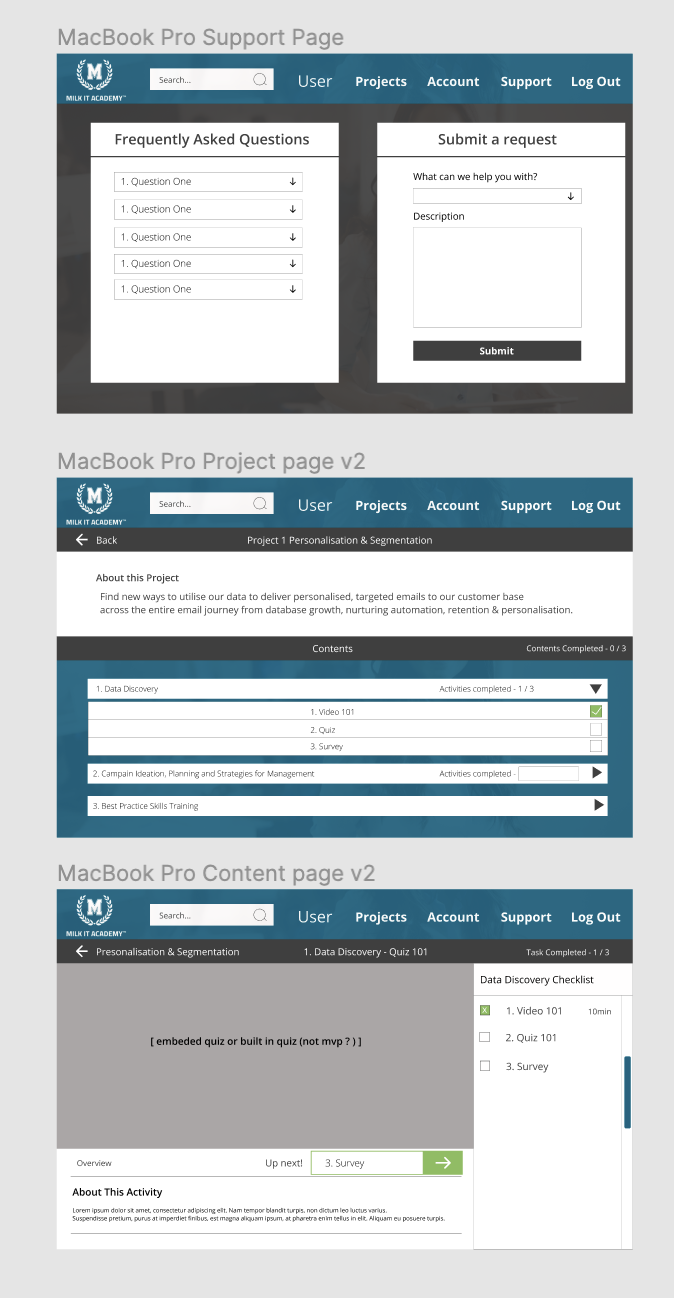 MacBook Pro Support Page
M
MILK IT ACADEMY™
Search...
User
Projects
Account
Support
Log Out
Frequently Asked Questions
1. Question One
1. Question One
1. Question One
1. Question One
1. Question One
Submit a request
What can we help you with?
Description
Submit
MacBook Pro Project page v2
M
MILK IT ACADEMY™
Search...
User
Projects
Account
Support
Log Out
Back
Project 1 Personalisation & Segmentation
About this Project
Find new ways to utilise our data to deliver personalised, targeted emails to our customer base
across the entire email journey from database growth, nurturing automation, retention & personalisation.
Contents
Contents Completed - 0 / 3
1. Data Discovery
Activities completed - 1 / 3
1. Video 101
2. Quiz
3. Survey
2. Campain Ideation, Planning and Strategies for Management
Activities completed -
3. Best Practice Skills Training
MacBook Pro Content page v2
M
MILK IT ACADEMY™
Search...
User
Projects
Account
Support
Log Out
Presonalisation & Segmentation
1. Data Discovery - Quiz 101
Task Completed - 1 / 3
[ embeded quiz or built in quiz (not mvp ? ) ]
Data Discovery Checklist
X 1. Video 101 10min
2. Quiz 101
3. Survey
Overview
Up next!
3. Survey
About This Activity
Lorem ipsum dolor sit amet, consectetur adipiscing elit. Nam tempor blandit turpis, non dictum leo luctus varius.
Suspendisse pretium, purus at imperdiet finibus, est magna aliquam ipsum, at pharetra enim tellus in elit. Aliquam eu posuere turpis.